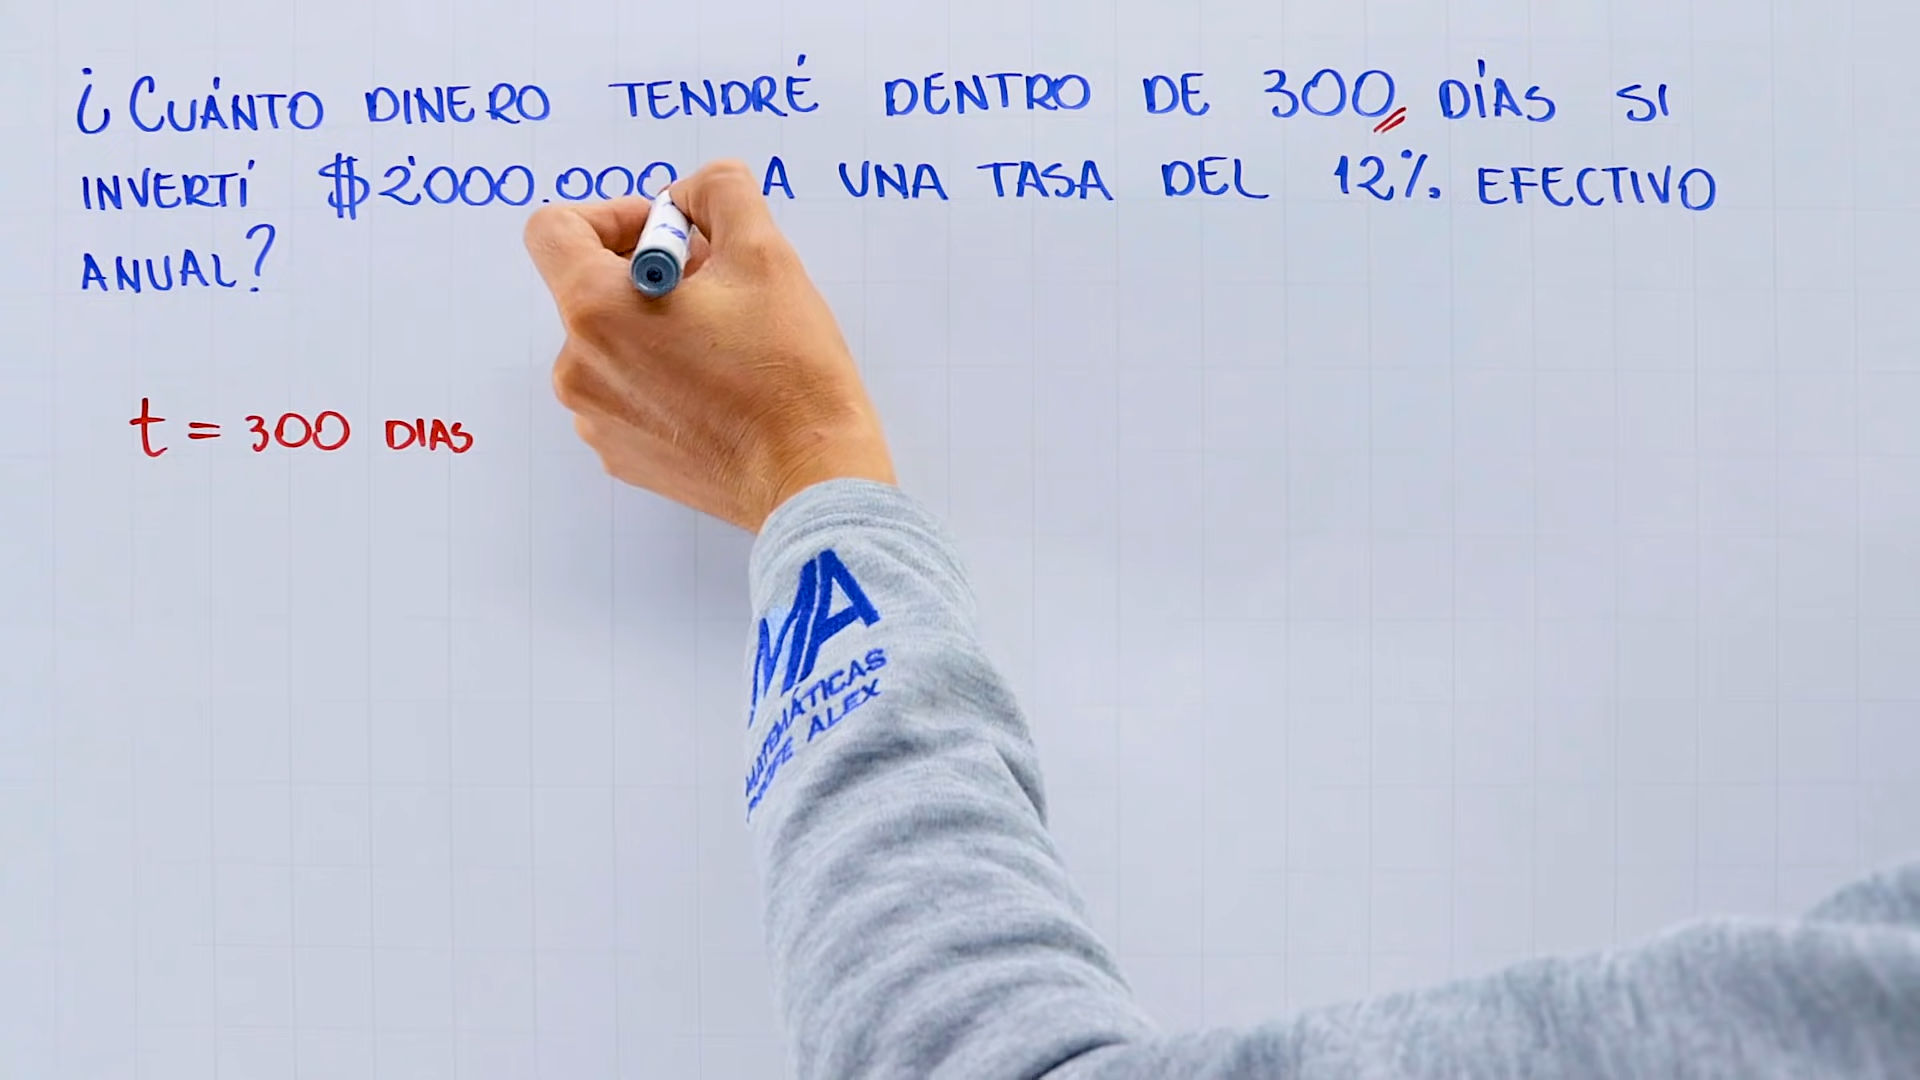 ¿CUÁNTO DINERO TENDRÉ DENTRO DE 300 DÍAS SI
INVERTÍ $2'000.000 A UNA TASA DEL 12% EFECTIVO
ANUAL?
t = 300 DIAS
MA
MATEMÁTICAS
PROFE ALEX